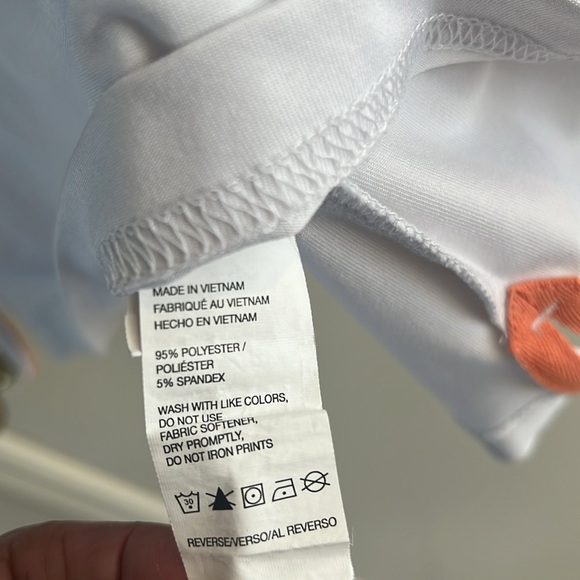 MADE IN VIETNAM
FABRIQUÉ AU VIETNAM
HECHO EN VIETNAM
95% POLYESTER /
POLIÉSTER
5% SPANDEX
WASH WITH LIKE COLORS,
DO NOT USE
FABRIC SOFTENER,
DRY PROMPTLY,
DO NOT IRON PRINTS
30
REVERSE/VERSO/AL REVERSO